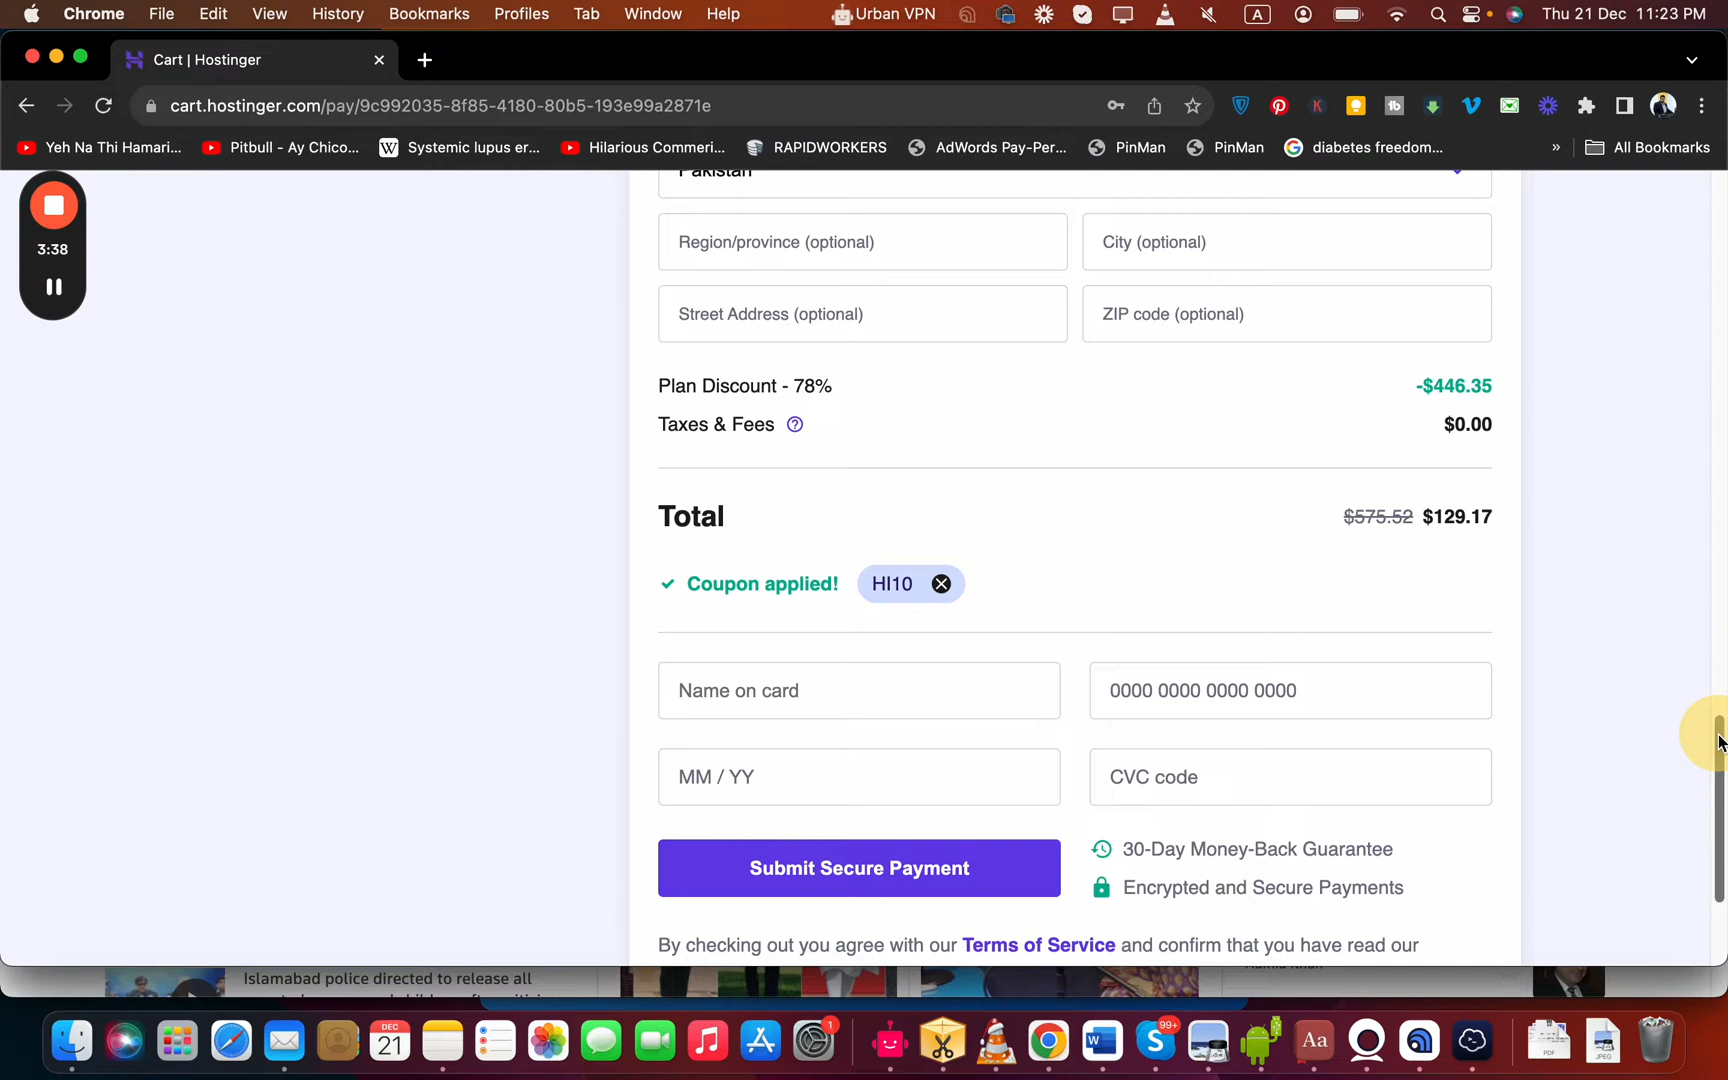 Chrome File Edit View History Bookmarks Profiles Tab Window Help Urban VPN A Thu 21 Dec 11:23 PM
Cart | Hostinger
cart.hostinger.com/pay/9c992035-8f85-4180-80b5-193e99a2871e
Yeh Na Thi Hamari... Pitbull - Ay Chico... Systemic lupus er... Hilarious Commeri... RAPIDWORKERS AdWords Pay-Per... PinMan PinMan diabetes freedom... » All Bookmarks
3:38
Pakistan
Region/province (optional) City (optional)
Street Address (optional) ZIP code (optional)
Plan Discount - 78% -$446.35
Taxes & Fees $0.00
Total $575.52 $129.17
Coupon applied! HI10
Name on card 0000 0000 0000 0000
MM / YY CVC code
Submit Secure Payment 30-Day Money-Back Guarantee
Encrypted and Secure Payments
By checking out you agree with our Terms of Service and confirm that you have read our
Islamabad police directed to release all
DEC
21
1
99+
Aa
PDF
JPEG